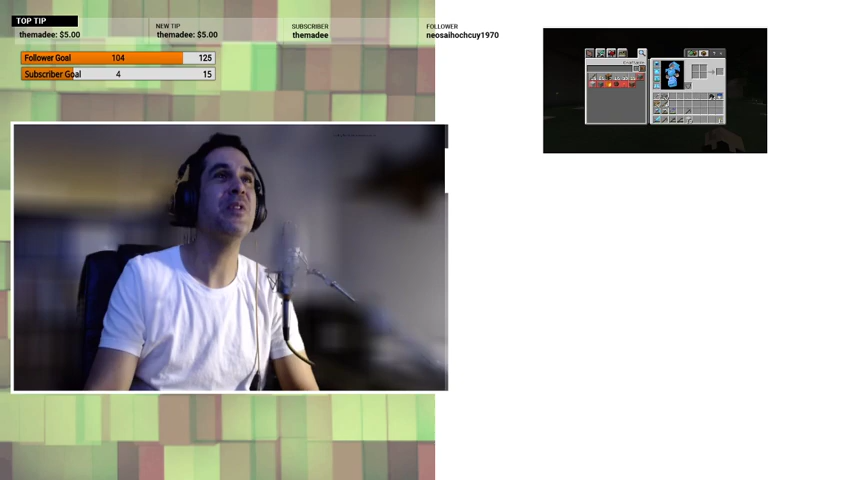 TOP TIP
themadee: $5.00
NEW TIP
themadee: $5.00
SUBSCRIBER
themadee
FOLLOWER
neosaihochcuy1970
Follower Goal 104 125
Subscriber Goal 4 15